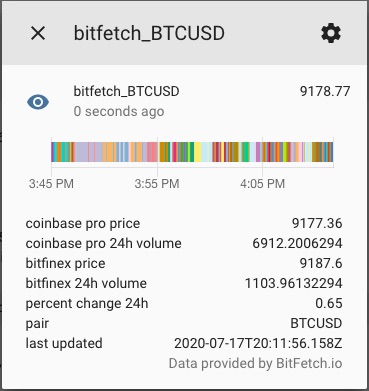 bitfetch_BTCUSD
bitfetch_BTCUSD 9178.77
0 seconds ago
3:45 PM 3:55 PM 4:05 PM
coinbase pro price 9177.36
coinbase pro 24h volume 6912.2006294
bitfinex price 9187.6
bitfinex 24h volume 1103.96132294
percent change 24h 0.65
pair BTCUSD
last updated 2020-07-17T20:11:56.158Z
Data provided by BitFetch.io